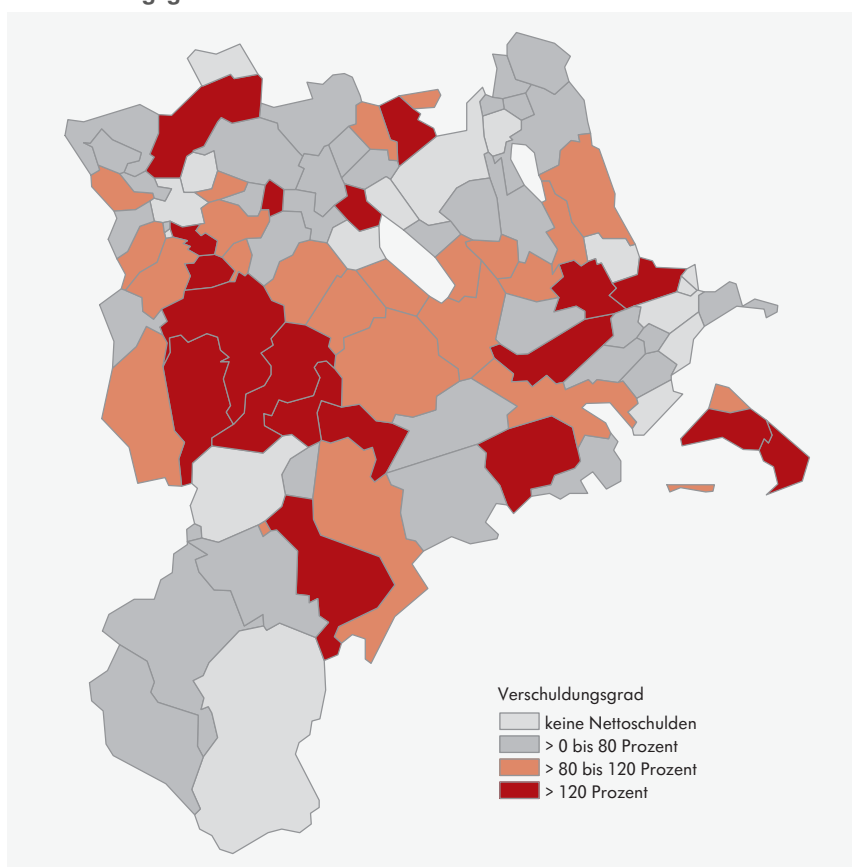 Verschuldungsgrad
keine Nettoschulden
> 0 bis 80 Prozent
> 80 bis 120 Prozent
> 120 Prozent